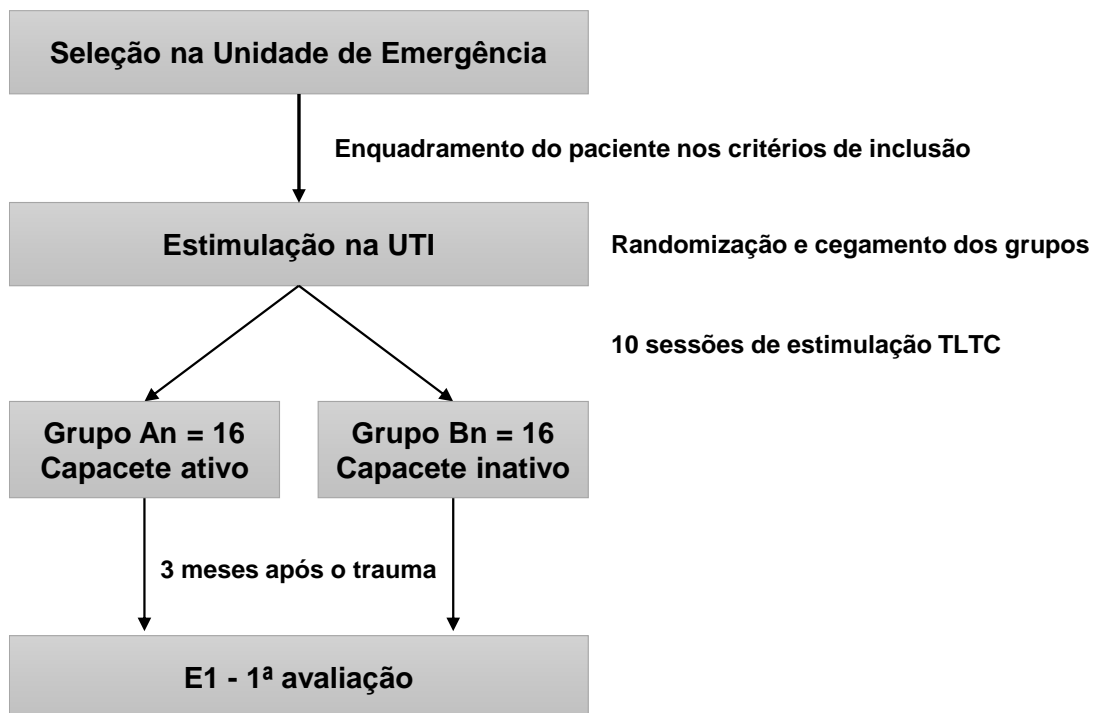 Seleção na Unidade de Emergência
Enquadramento do paciente nos critérios de inclusão
Estimulação na UTI
Randomização e cegamento dos grupos
10 sessões de estimulação TLTC
Grupo An = 16
Capacete ativo
Grupo Bn = 16
Capacete inativo
3 meses após o trauma
E1 - 1ª avaliação